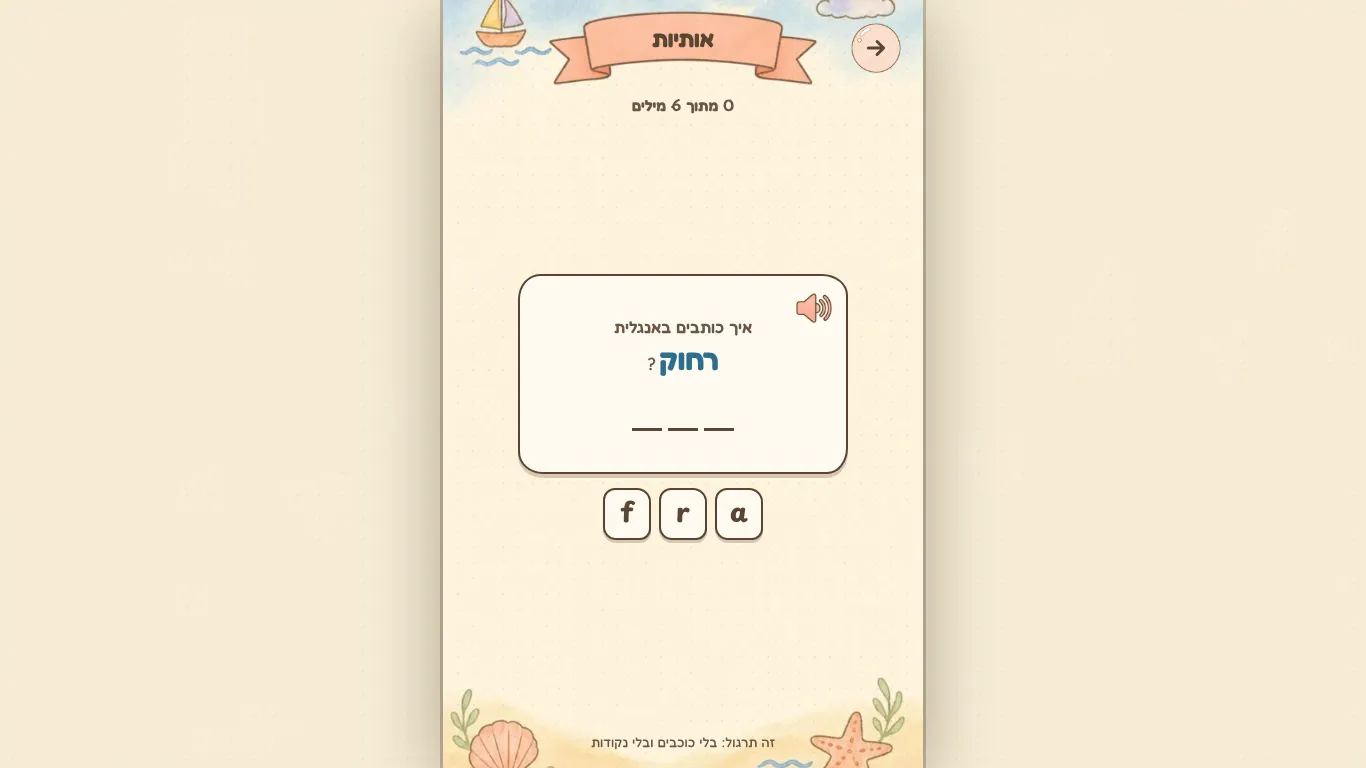 אותיות
0 מתוך 6 מילים
איך כותבים באנגלית
רחוק ?
f r a
זה תרגול: בלי כוכבים ובלי נקודות